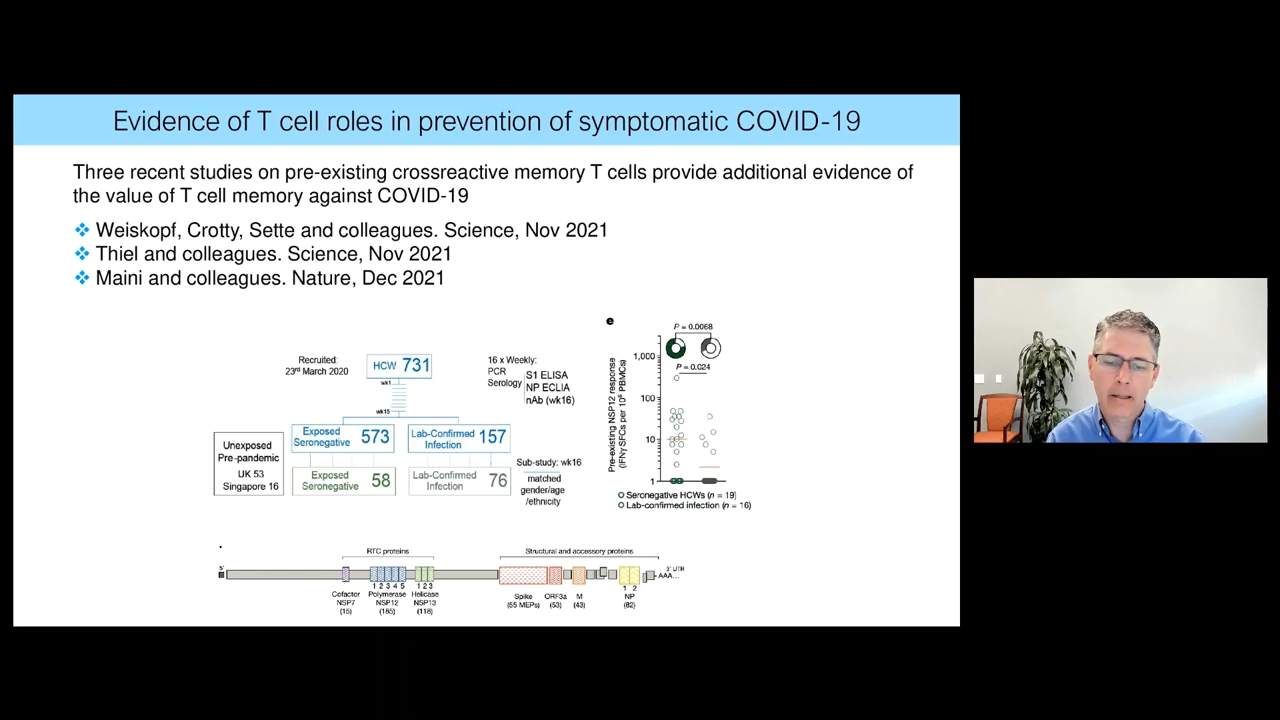 Evidence of T cell roles in prevention of symptomatic COVID-19
Three recent studies on pre-existing crossreactive memory T cells provide additional evidence of
the value of T cell memory against COVID-19
❖ Weiskopf, Crotty, Sette and colleagues. Science, Nov 2021
❖ Thiel and colleagues. Science, Nov 2021
❖ Maini and colleagues. Nature, Dec 2021
Recruited:
23rd March 2020
HCW 731
wk1
wk15
16 x Weekly:
PCR
Serology
S1 ELISA
NP ECLIA
nAb (wk16)
Unexposed
Pre-pandemic
UK 53
Singapore 16
Exposed
Seronegative 573
Lab-Confirmed
Infection 157
Exposed
Seronegative 58
Lab-Confirmed
Infection 76
Sub-study: wk16
matched
gender/age
/ethnicity
e
P = 0.0068
P = 0.024
Pre-existing NSP12 response
(IFNγ SFCs per 10⁶ PBMCs)
1,000
100
10
1
Seronegative HCWs (n = 19)
Lab-confirmed infection (n = 16)
RTC proteins
Structural and accessory proteins
5'
3' UTR
AAA...
1 2 3 4 5
1 2 3
1 2
Cofactor
NSP7
(15)
Polymerase
NSP12
(185)
Helicase
NSP13
(118)
Spike
(55 MEPs)
ORF3a
(53)
M
(43)
NP
(82)